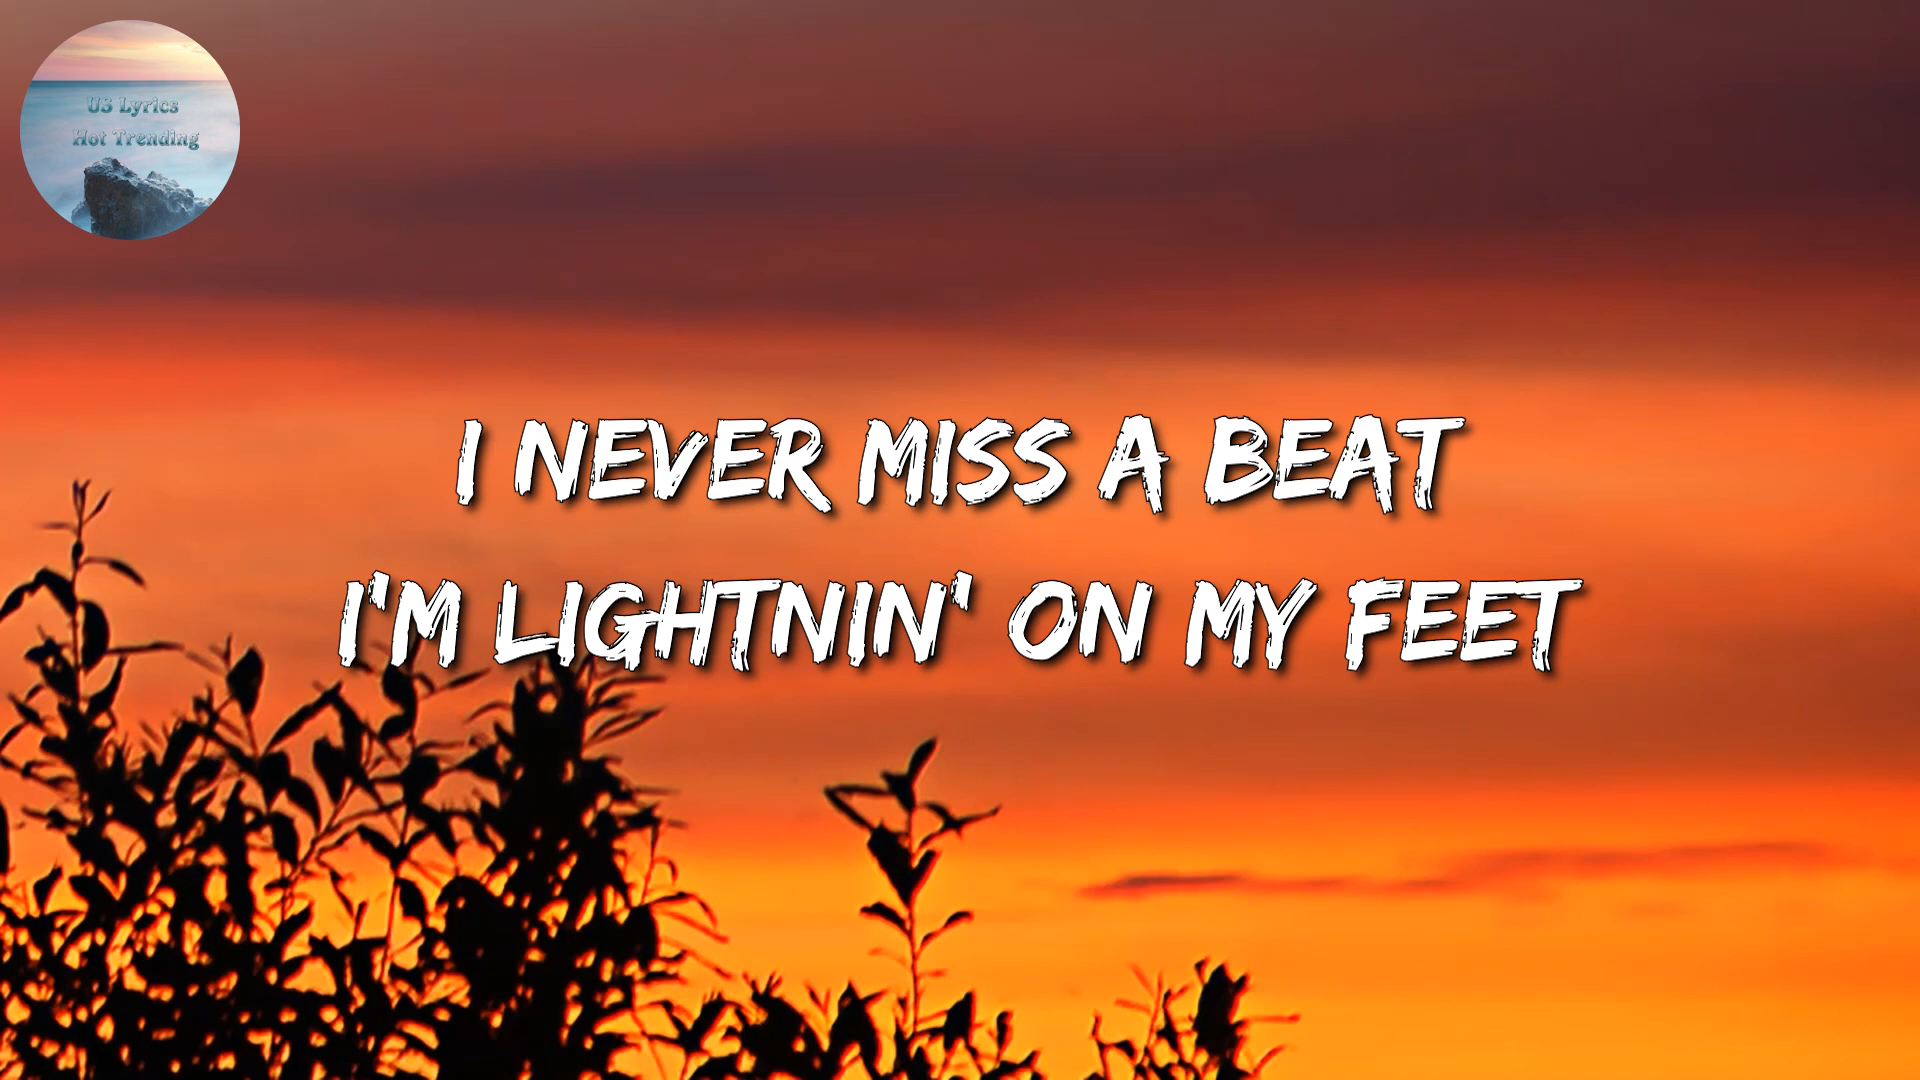 US Lyrics
Hot Trending
I NEVER MISS A BEAT
I'M LIGHTNIN' ON MY FEET